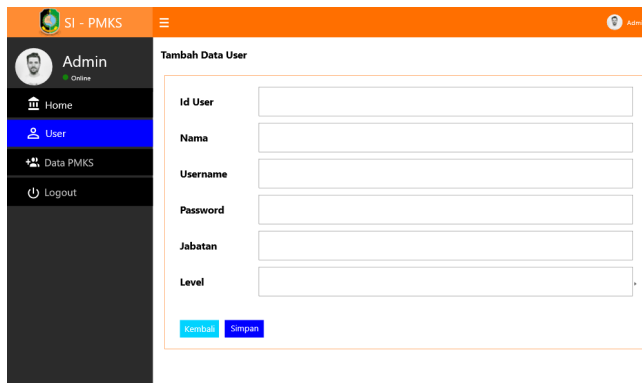 SI - PMKS
Admin
Admin
Online
Home
User
Data PMKS
Logout
Tambah Data User
Id User
Nama
Username
Password
Jabatan
Level
Kembali
Simpan